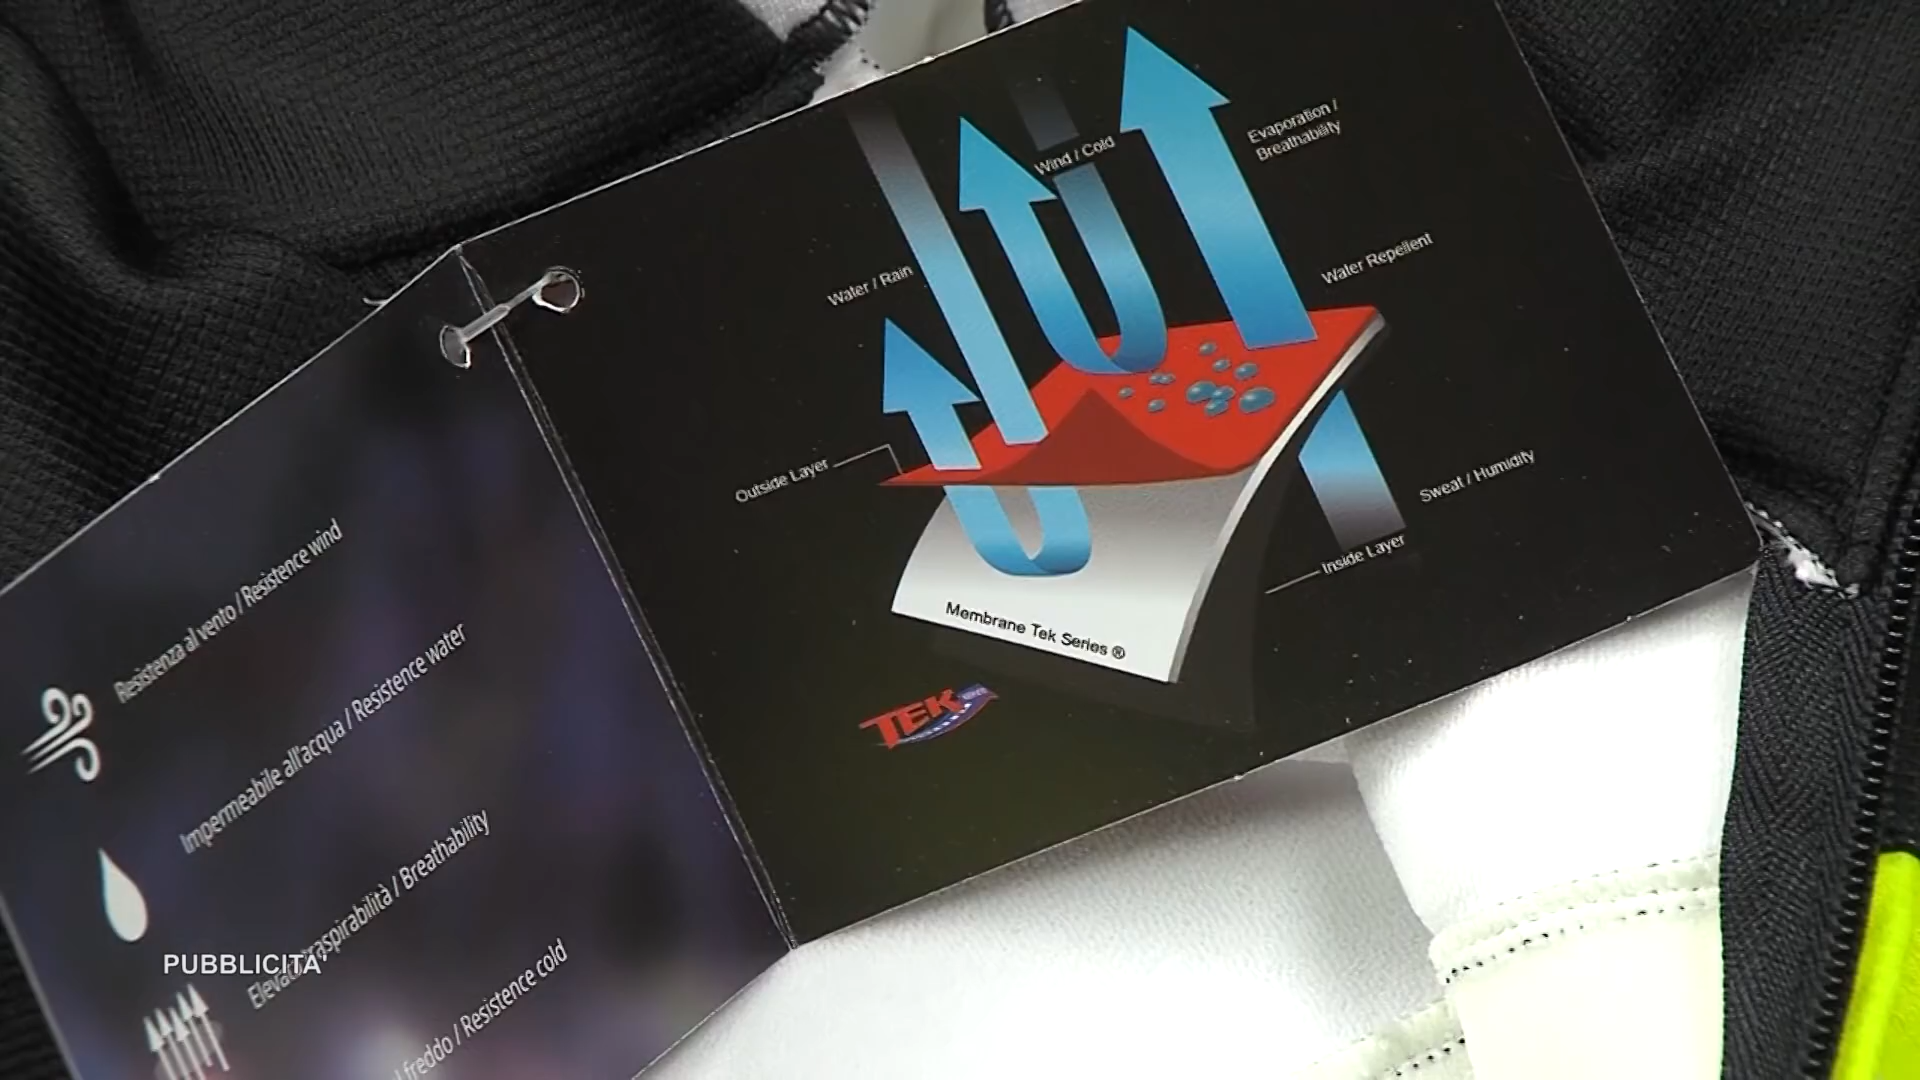 Evaporation /
Breathability
Wind / Cold
Water / Rain
Water Repellent
Outside Layer
Sweat / Humidity
Inside Layer
Membrane Tek Series ®
TEK
Resistenza al vento / Resistence wind
Impermeabile all'acqua / Resistence water
traspirabilità / Breathability
freddo / Resistence cold
PUBBLICITA'